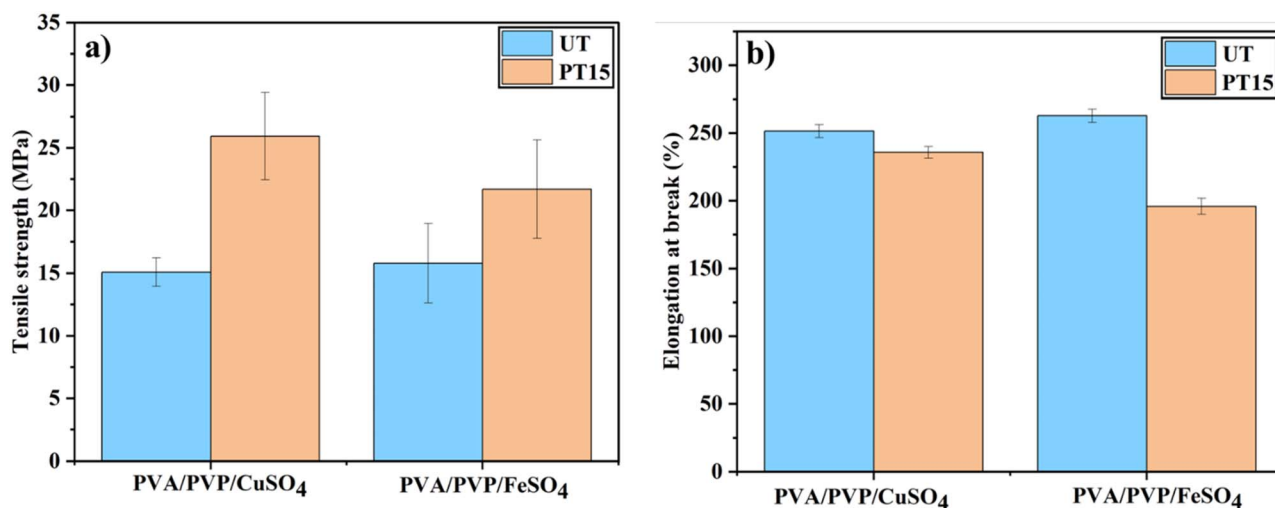 a)
UT
PT15
Tensile strength (MPa)
35
30
25
20
15
10
5
0
PVA/PVP/CuSO4
PVA/PVP/FeSO4
b)
UT
PT15
Elongation at break (%)
300
250
200
150
100
50
0
PVA/PVP/CuSO4
PVA/PVP/FeSO4